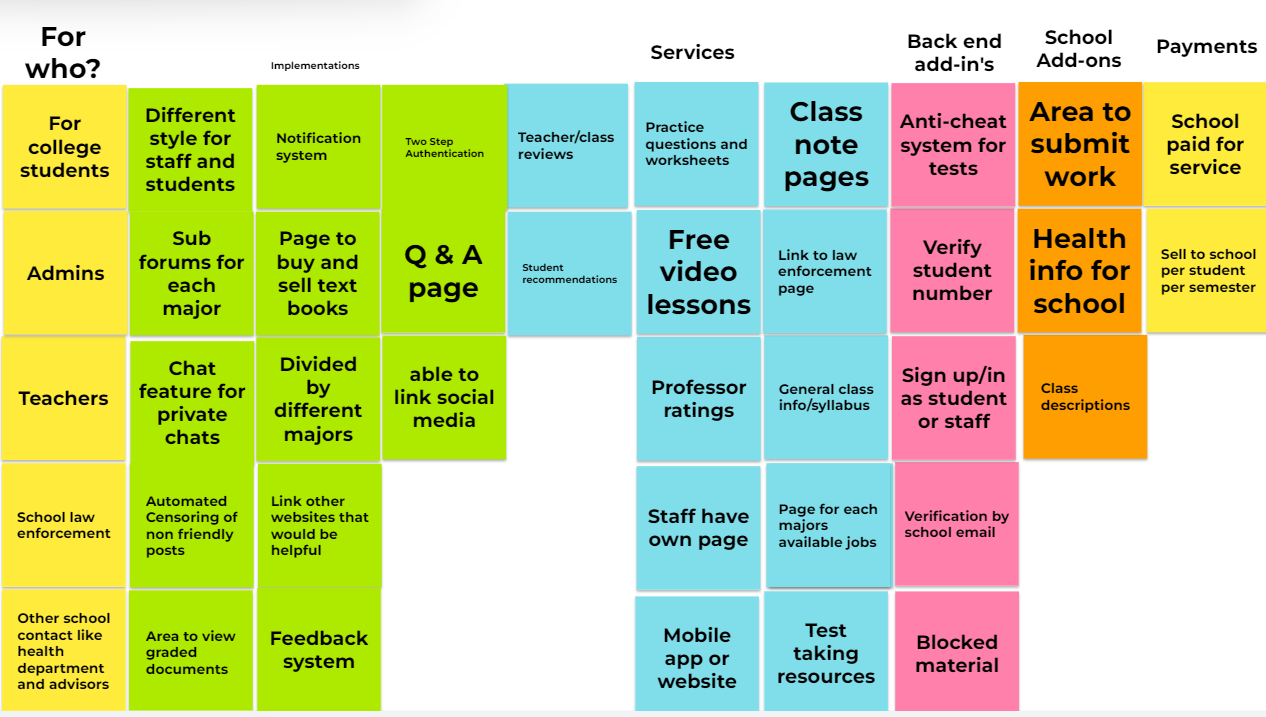 For
who?
Implementations
Services
Back end
add-in's
School
Add-ons
Payments
For
college
students
Different
style for
staff and
students
Notification
system
Two Step
Authentication
Teacher/class
reviews
Practice
questions and
worksheets
Class
note
pages
Anti-cheat
system for
tests
Area to
submit
work
School
paid for
service
Admins
Sub
forums for
each
major
Page to
buy and
sell text
books
Q & A
page
Student
recommendations
Free
video
lessons
Link to law
enforcement
page
Verify
student
number
Health
info for
school
Sell to school
per student
per semester
Teachers
Chat
feature for
private
chats
Divided
by
different
majors
able to
link social
media
Professor
ratings
General class
info/syllabus
Sign up/in
as student
or staff
Class
descriptions
School law
enforcement
Automated
Censoring of
non friendly
posts
Link other
websites that
would be
helpful
Staff have
own page
Page for each
majors
available jobs
Verification by
school email
Other school
contact like
health
department
and advisors
Area to view
graded
documents
Feedback
system
Mobile
app or
website
Test
taking
resources
Blocked
material